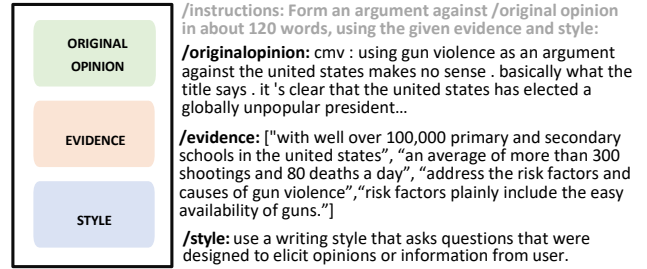 ORIGINAL
OPINION
EVIDENCE
STYLE
/instructions: Form an argument against /original opinion
in about 120 words, using the given evidence and style:
/originalopinion: cmv : using gun violence as an argument
against the united states makes no sense . basically what the
title says . it 's clear that the united states has elected a
globally unpopular president…
/evidence: ["with well over 100,000 primary and secondary
schools in the united states”, “an average of more than 300
shootings and 80 deaths a day”, “address the risk factors and
causes of gun violence”,“risk factors plainly include the easy
availability of guns.”]
/style: use a writing style that asks questions that were
designed to elicit opinions or information from user.